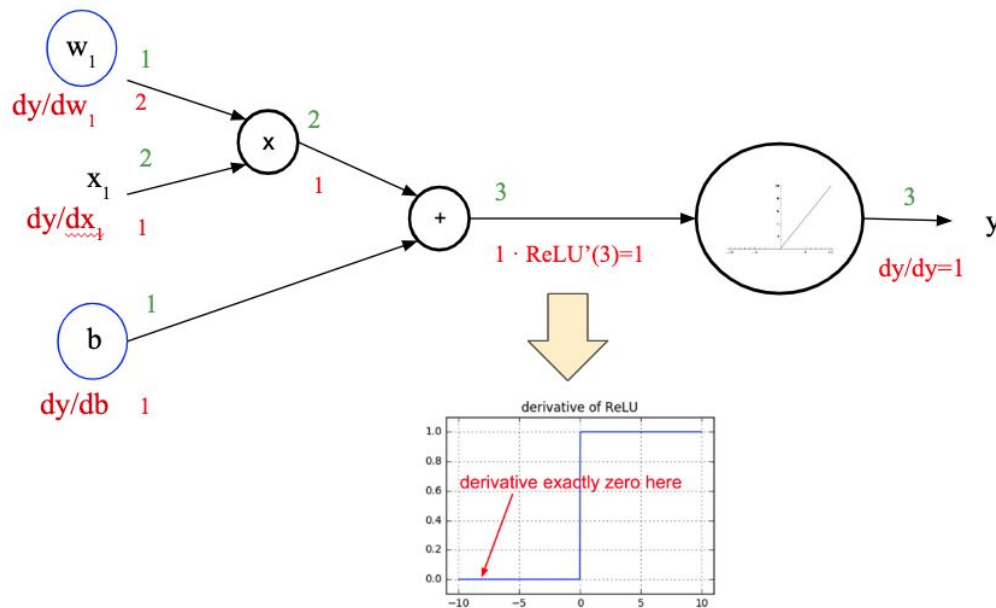 w₁
1
dy/dw₁
2
x
2
2
x₁
1
dy/dx₁
1
+
3
3
y
1 · ReLU’(3)=1
dy/dy=1
1
b
dy/db
1
derivative of ReLU
1.0
0.8
derivative exactly zero here
0.6
0.4
0.2
0.0
−10
−5
0
5
10